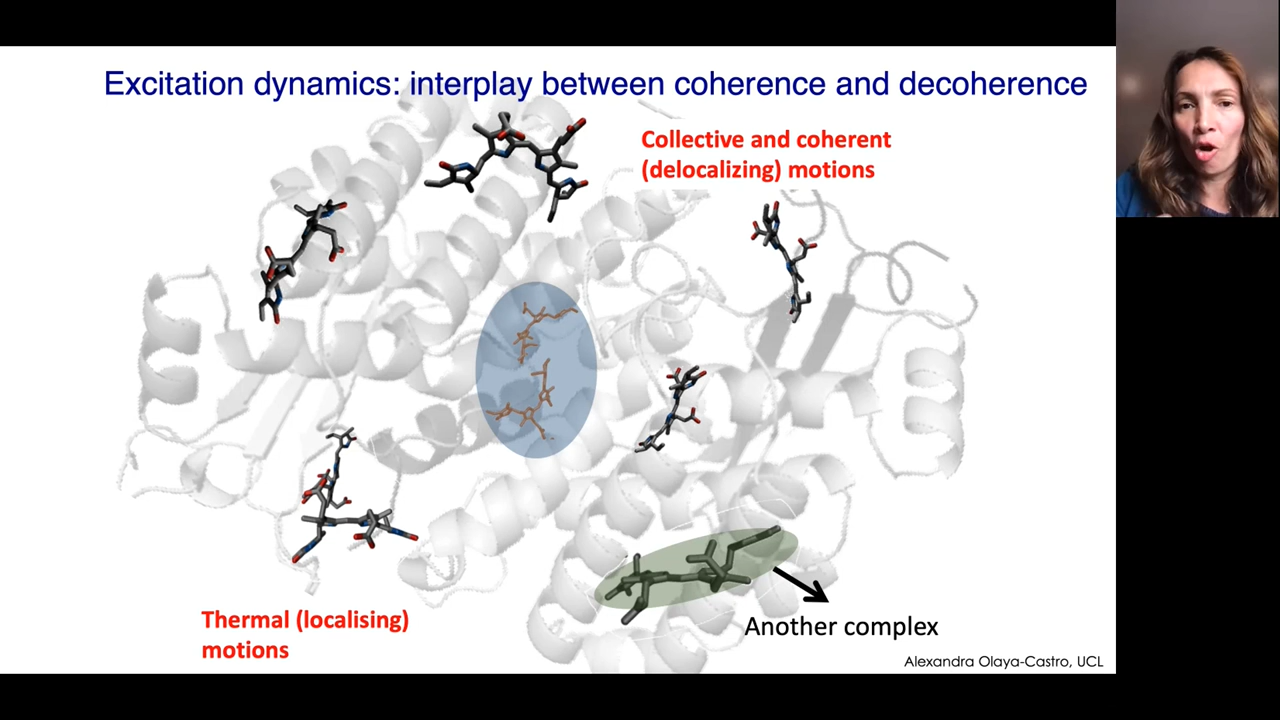 Excitation dynamics: interplay between coherence and decoherence
Collective and coherent
(delocalizing) motions
Thermal (localising)
motions
Another complex
Alexandra Olaya-Castro, UCL